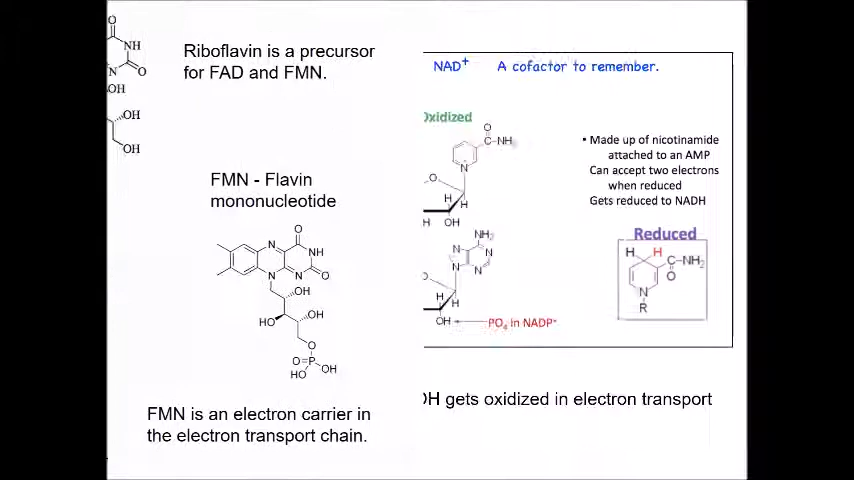 Riboflavin is a precursor
for FAD and FMN.
FMN - Flavin
mononucleotide
FMN is an electron carrier in
the electron transport chain.
NAD+ A cofactor to remember.
Oxidized
• Made up of nicotinamide
attached to an AMP
Can accept two electrons
when reduced
Gets reduced to NADH
Reduced
PO4 in NADP+
gets oxidized in electron transport